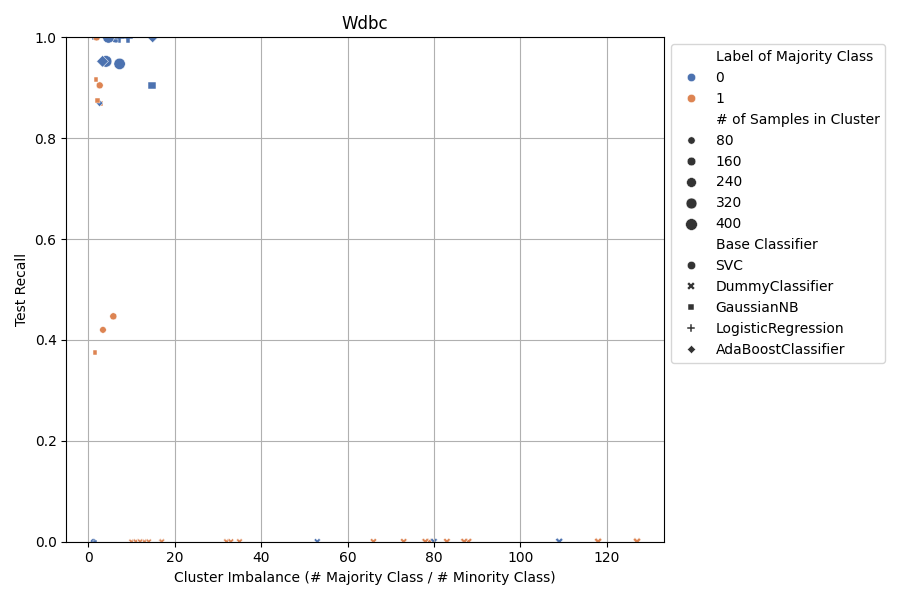 Wdbc
1.0
0.8
0.6
0.4
0.2
0.0
Test Recall
0 20 40 60 80 100 120
Cluster Imbalance (# Majority Class / # Minority Class)
Label of Majority Class
0
1
# of Samples in Cluster
80
160
240
320
400
Base Classifier
SVC
DummyClassifier
GaussianNB
LogisticRegression
AdaBoostClassifier